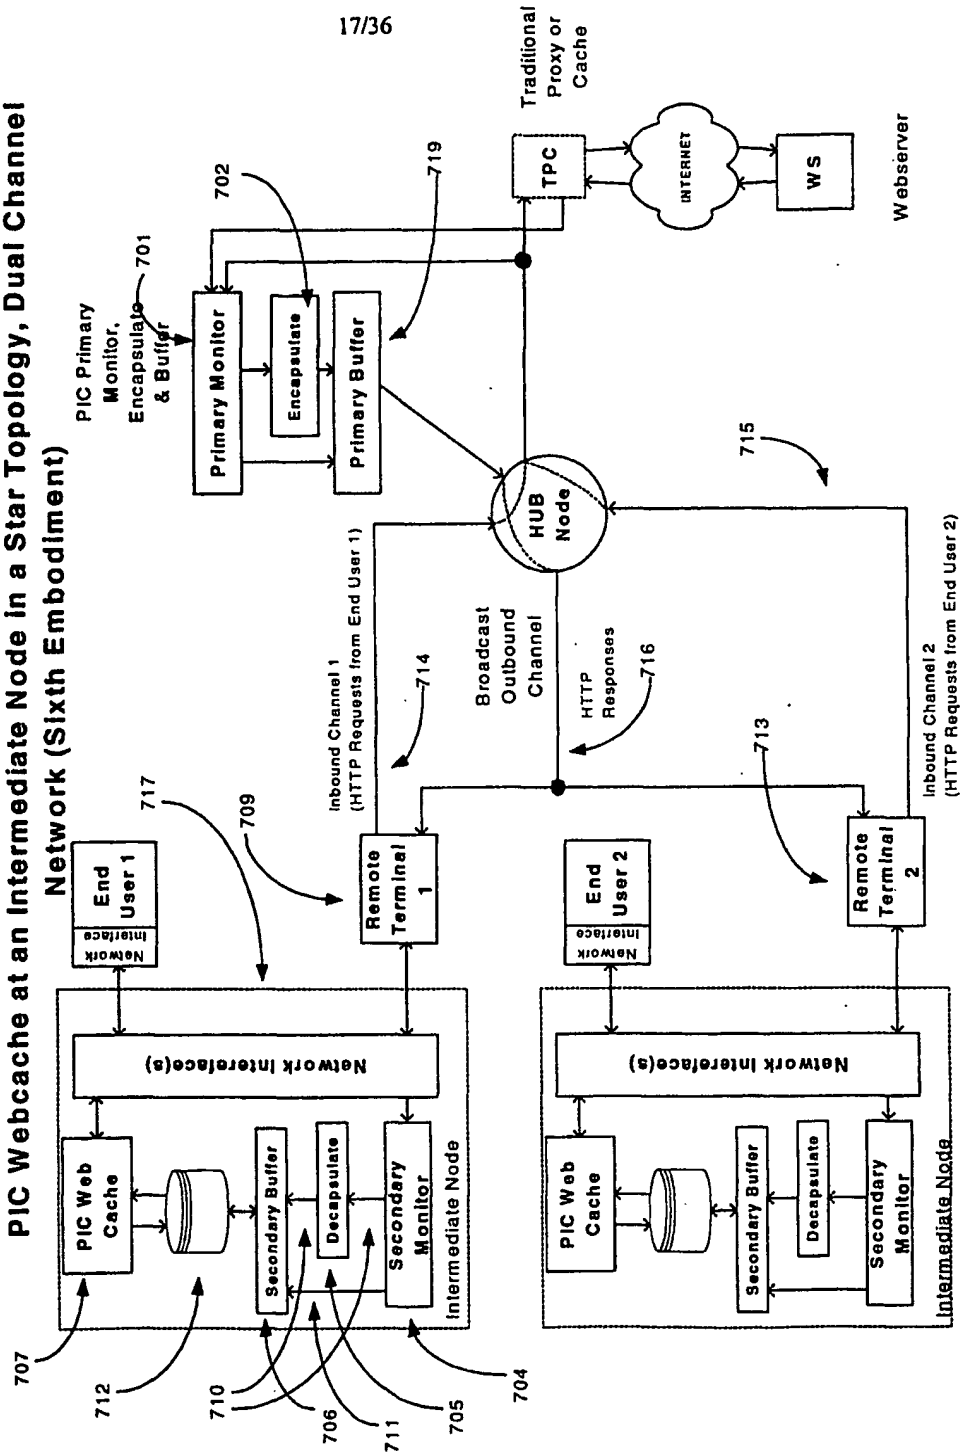 17/36
PIC Webcache at an Intermediate Node in a Star Topology, Dual Channel
Network (Sixth Embodiment)
PIC Primary
Monitor,
Encapsulate
& Buffer
701
Primary Monitor
702
Encapsulate
719
Primary Buffer
Traditional
Proxy or
Cache
TPC
INTERNET
WS
Webserver
HUB
Node
715
Inbound Channel 1
(HTTP Requests from End User 1)
714
Broadcast
Outbound
Channel
HTTP
Responses
716
Inbound Channel 2
(HTTP Requests from End User 2)
713
717
709
End
User 1
Network
Interface
Remote
Terminal
1
End
User 2
Network
Interface
Remote
Terminal
2
Network Intereface(s)
PIC Web
Cache
Secondary Buffer
Decapsulate
Secondary
Monitor
Intermediate Node
707
712
710
706
711
705
704
Network Intereface(s)
PIC Web
Cache
Secondary Buffer
Decapsulate
Secondary
Monitor
Intermediate Node